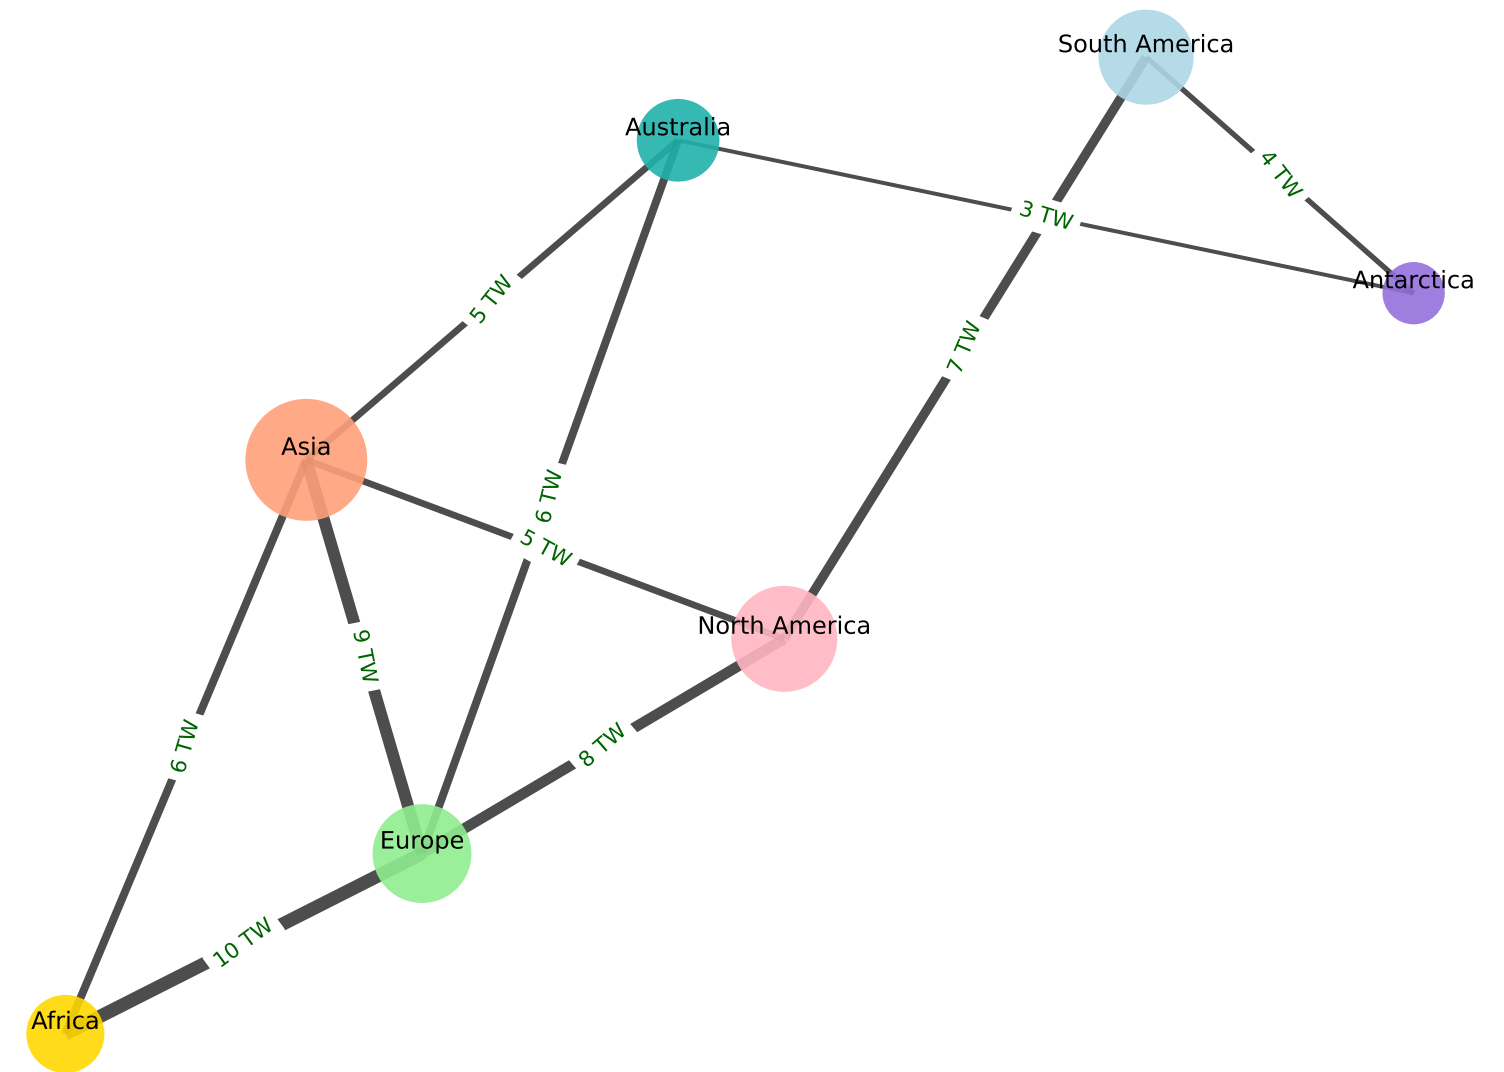 South America
Australia
4 TW
3 TW
Antarctica
5 TW
7 TW
Asia
6 TW
5 TW
North America
9 TW
6 TW
8 TW
Europe
10 TW
Africa